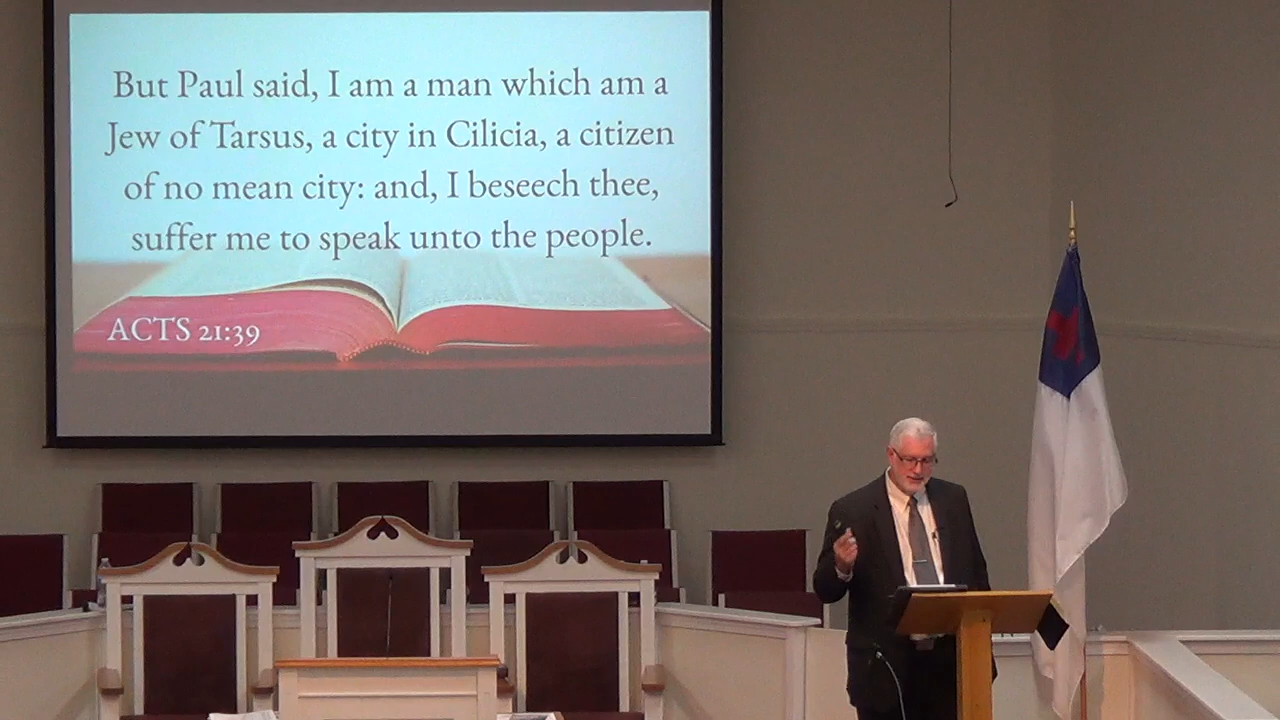 But Paul said, I am a man which am a
Jew of Tarsus, a city in Cilicia, a citizen
of no mean city: and, I beseech thee,
suffer me to speak unto the people.
ACTS 21:39